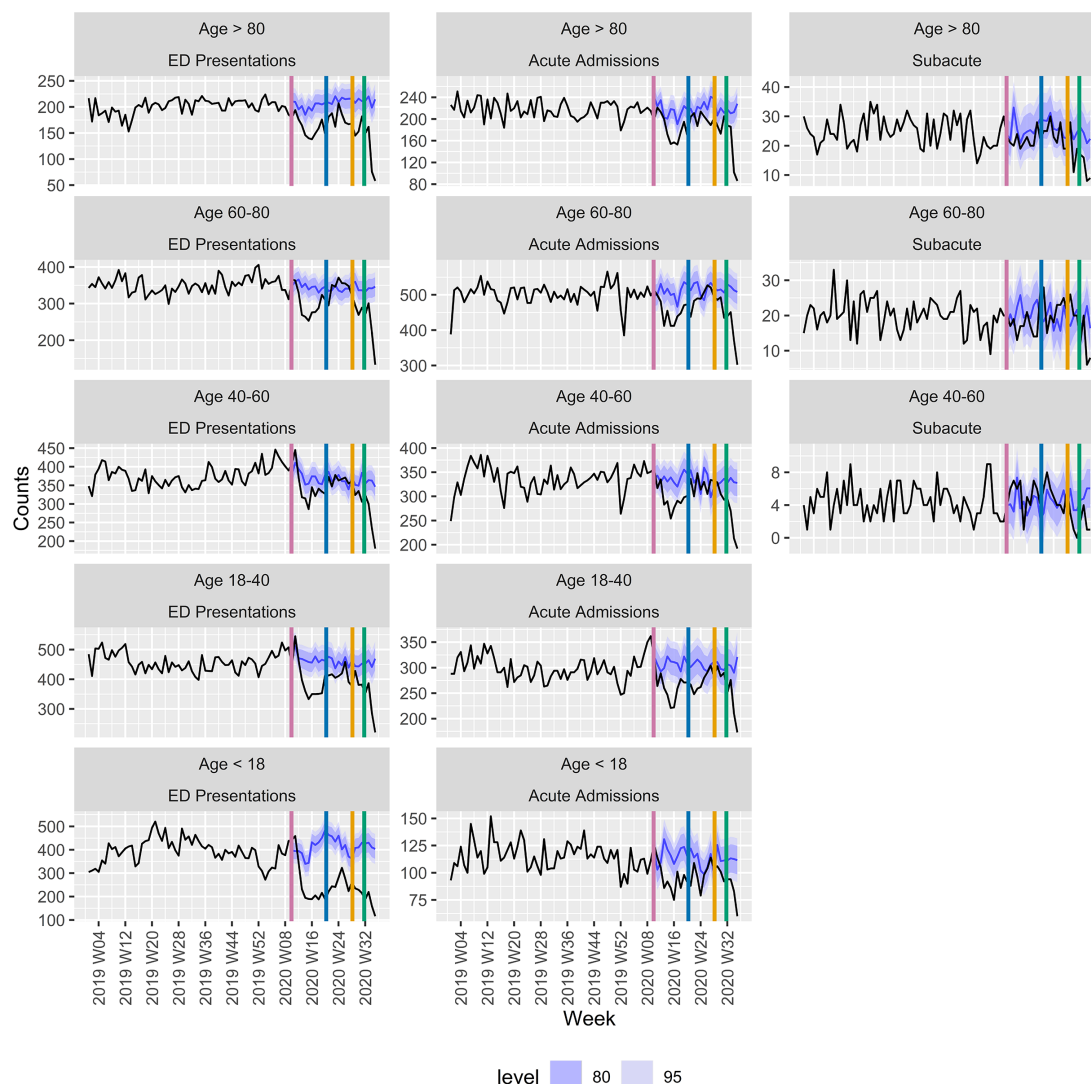 Age > 80
ED Presentations
250
200
150
100
50
Age > 80
Acute Admissions
240
200
160
120
80
Age > 80
Subacute
40
30
20
10
Age 60-80
ED Presentations
400
300
200
Age 60-80
Acute Admissions
500
400
300
Age 60-80
Subacute
30
20
10
Age 40-60
ED Presentations
450
400
350
300
250
200
Age 40-60
Acute Admissions
400
350
300
250
200
Age 40-60
Subacute
8
4
0
Counts
Age 18-40
ED Presentations
500
400
300
Age 18-40
Acute Admissions
350
300
250
200
Age < 18
ED Presentations
500
400
300
200
100
Age < 18
Acute Admissions
150
125
100
75
2019 W04
2019 W12
2019 W20
2019 W28
2019 W36
2019 W44
2019 W52
2020 W08
2020 W16
2020 W24
2020 W32
2019 W04
2019 W12
2019 W20
2019 W28
2019 W36
2019 W44
2019 W52
2020 W08
2020 W16
2020 W24
2020 W32
Week
level 80 95